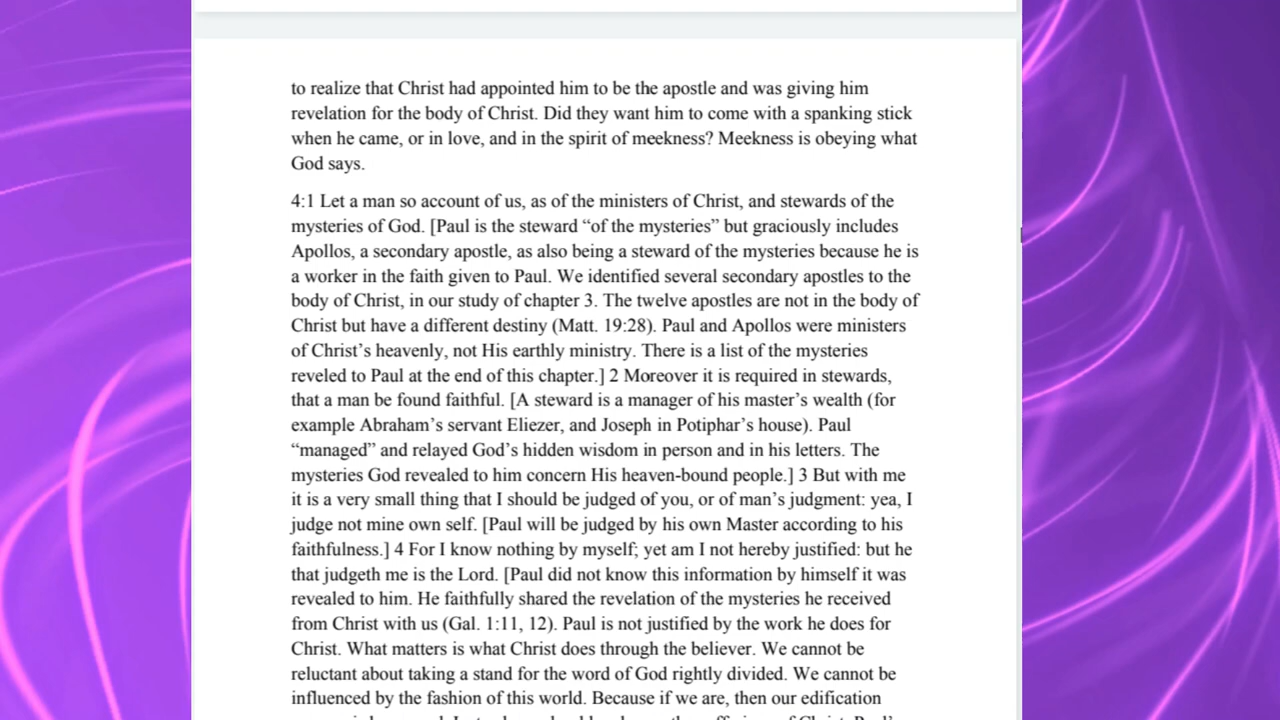 to realize that Christ had appointed him to be the apostle and was giving him
revelation for the body of Christ. Did they want him to come with a spanking stick
when he came, or in love, and in the spirit of meekness? Meekness is obeying what
God says.
4:1 Let a man so account of us, as of the ministers of Christ, and stewards of the
mysteries of God. [Paul is the steward “of the mysteries” but graciously includes
Apollos, a secondary apostle, as also being a steward of the mysteries because he is
a worker in the faith given to Paul. We identified several secondary apostles to the
body of Christ, in our study of chapter 3. The twelve apostles are not in the body of
Christ but have a different destiny (Matt. 19:28). Paul and Apollos were ministers
of Christ’s heavenly, not His earthly ministry. There is a list of the mysteries
reveled to Paul at the end of this chapter.] 2 Moreover it is required in stewards,
that a man be found faithful. [A steward is a manager of his master’s wealth (for
example Abraham’s servant Eliezer, and Joseph in Potiphar’s house). Paul
“managed” and relayed God’s hidden wisdom in person and in his letters. The
mysteries God revealed to him concern His heaven-bound people.] 3 But with me
it is a very small thing that I should be judged of you, or of man’s judgment: yea, I
judge not mine own self. [Paul will be judged by his own Master according to his
faithfulness.] 4 For I know nothing by myself; yet am I not hereby justified: but he
that judgeth me is the Lord. [Paul did not know this information by himself it was
revealed to him. He faithfully shared the revelation of the mysteries he received
from Christ with us (Gal. 1:11, 12). Paul is not justified by the work he does for
Christ. What matters is what Christ does through the believer. We cannot be
reluctant about taking a stand for the word of God rightly divided. We cannot be
influenced by the fashion of this world. Because if we are, then our edification